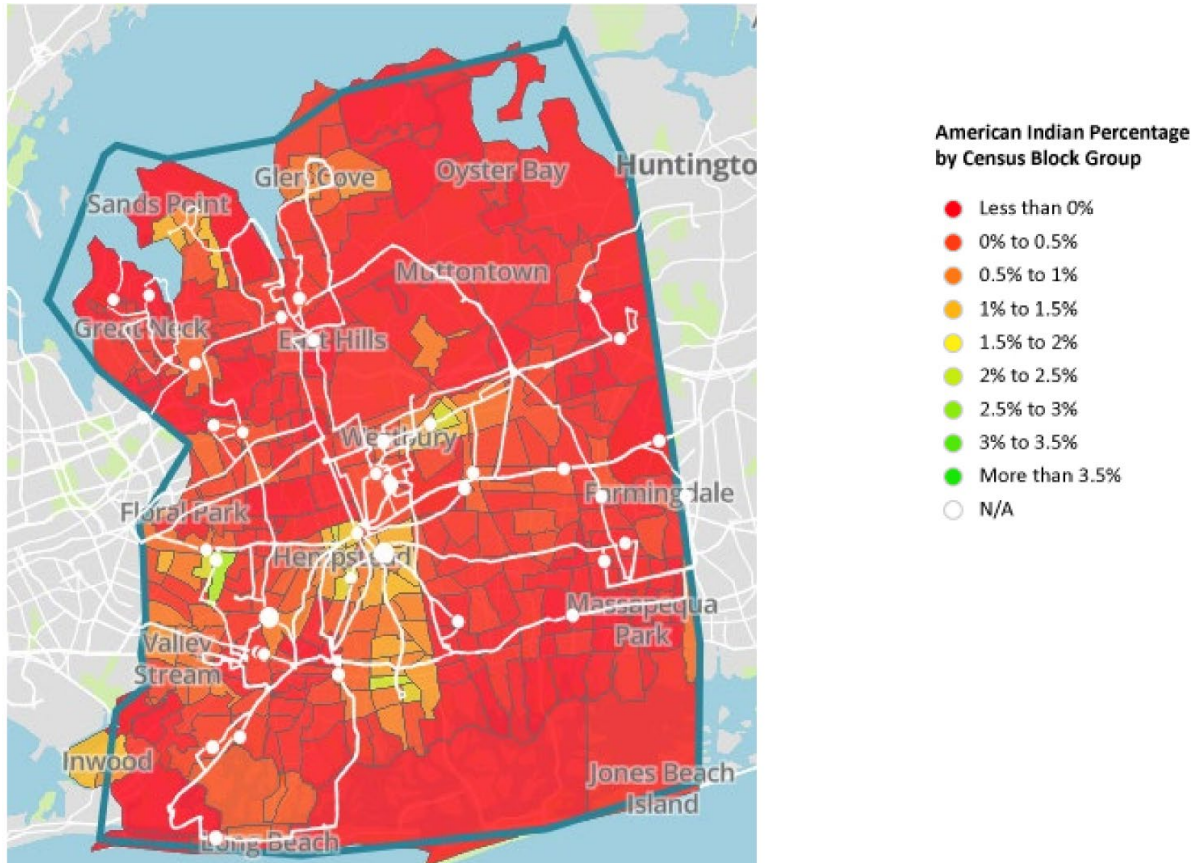 Huntingto
Oyster Bay
Glen Cove
Sands Point
Muttontown
Great Neck
East Hills
Westbury
Farmingdale
Floral Park
Hempstead
Massapequa
Park
Valley
Stream
Inwood
Jones Beach
Island
Long Beach
American Indian Percentage
by Census Block Group
Less than 0%
0% to 0.5%
0.5% to 1%
1% to 1.5%
1.5% to 2%
2% to 2.5%
2.5% to 3%
3% to 3.5%
More than 3.5%
N/A